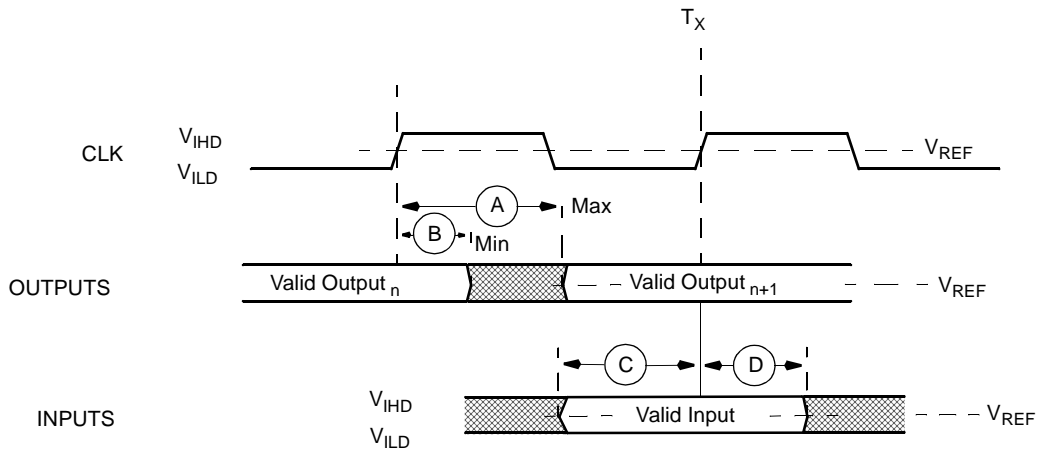 T_X
V_IHD
CLK
V_REF
V_ILD
A
Max
B
Min
OUTPUTS
Valid Output_n
Valid Output_n+1
V_REF
C
D
V_IHD
INPUTS
Valid Input
V_REF
V_ILD